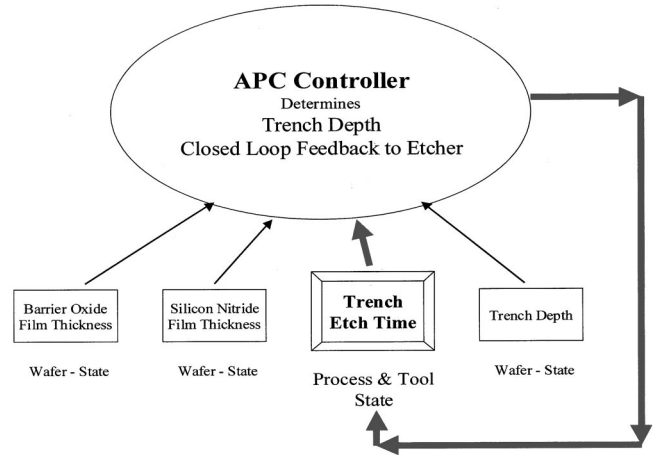 APC Controller
Determines
Trench Depth
Closed Loop Feedback to Etcher
Barrier Oxide
Film Thickness
Silicon Nitride
Film Thickness
Trench
Etch Time
Trench Depth
Wafer - State
Wafer - State
Process & Tool
State
Wafer - State